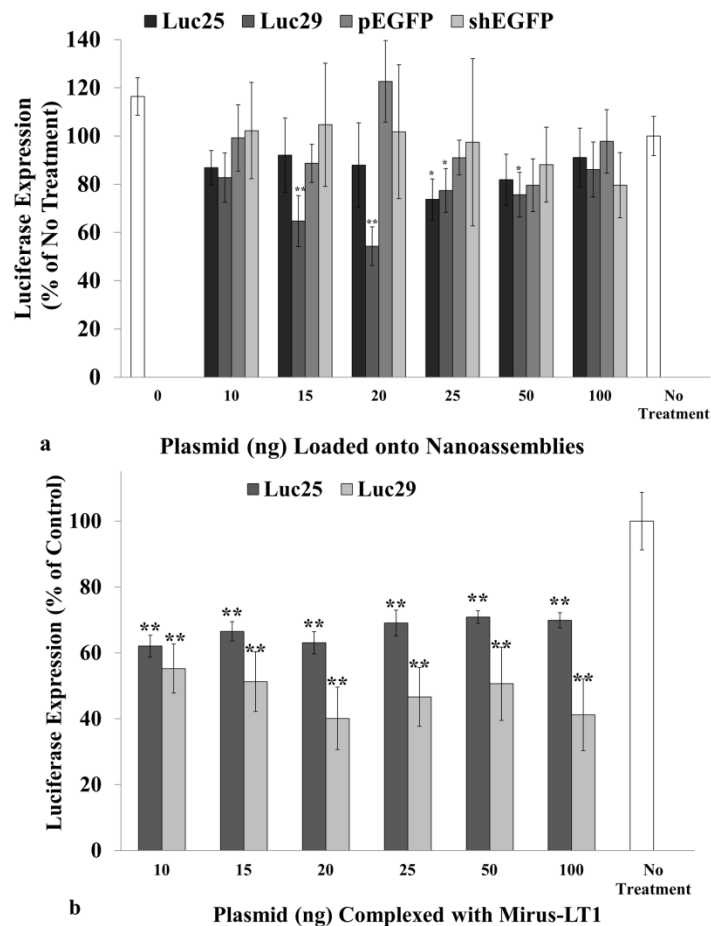 a
Luc25 Luc29 pEGFP shEGFP
Luciferase Expression
(% of No Treatment)
140
120
100
80
60
40
20
0
**
**
*
*
*
0 10 15 20 25 50 100 No
Treatment
a
Plasmid (ng) Loaded onto Nanoassemblies
Luc25 Luc29
Luciferase Expression (% of Control)
100
80
60
40
20
0
**
**
**
**
**
**
**
**
**
**
**
**
10 15 20 25 50 100 No
Treatment
b
Plasmid (ng) Complexed with Mirus-LT1